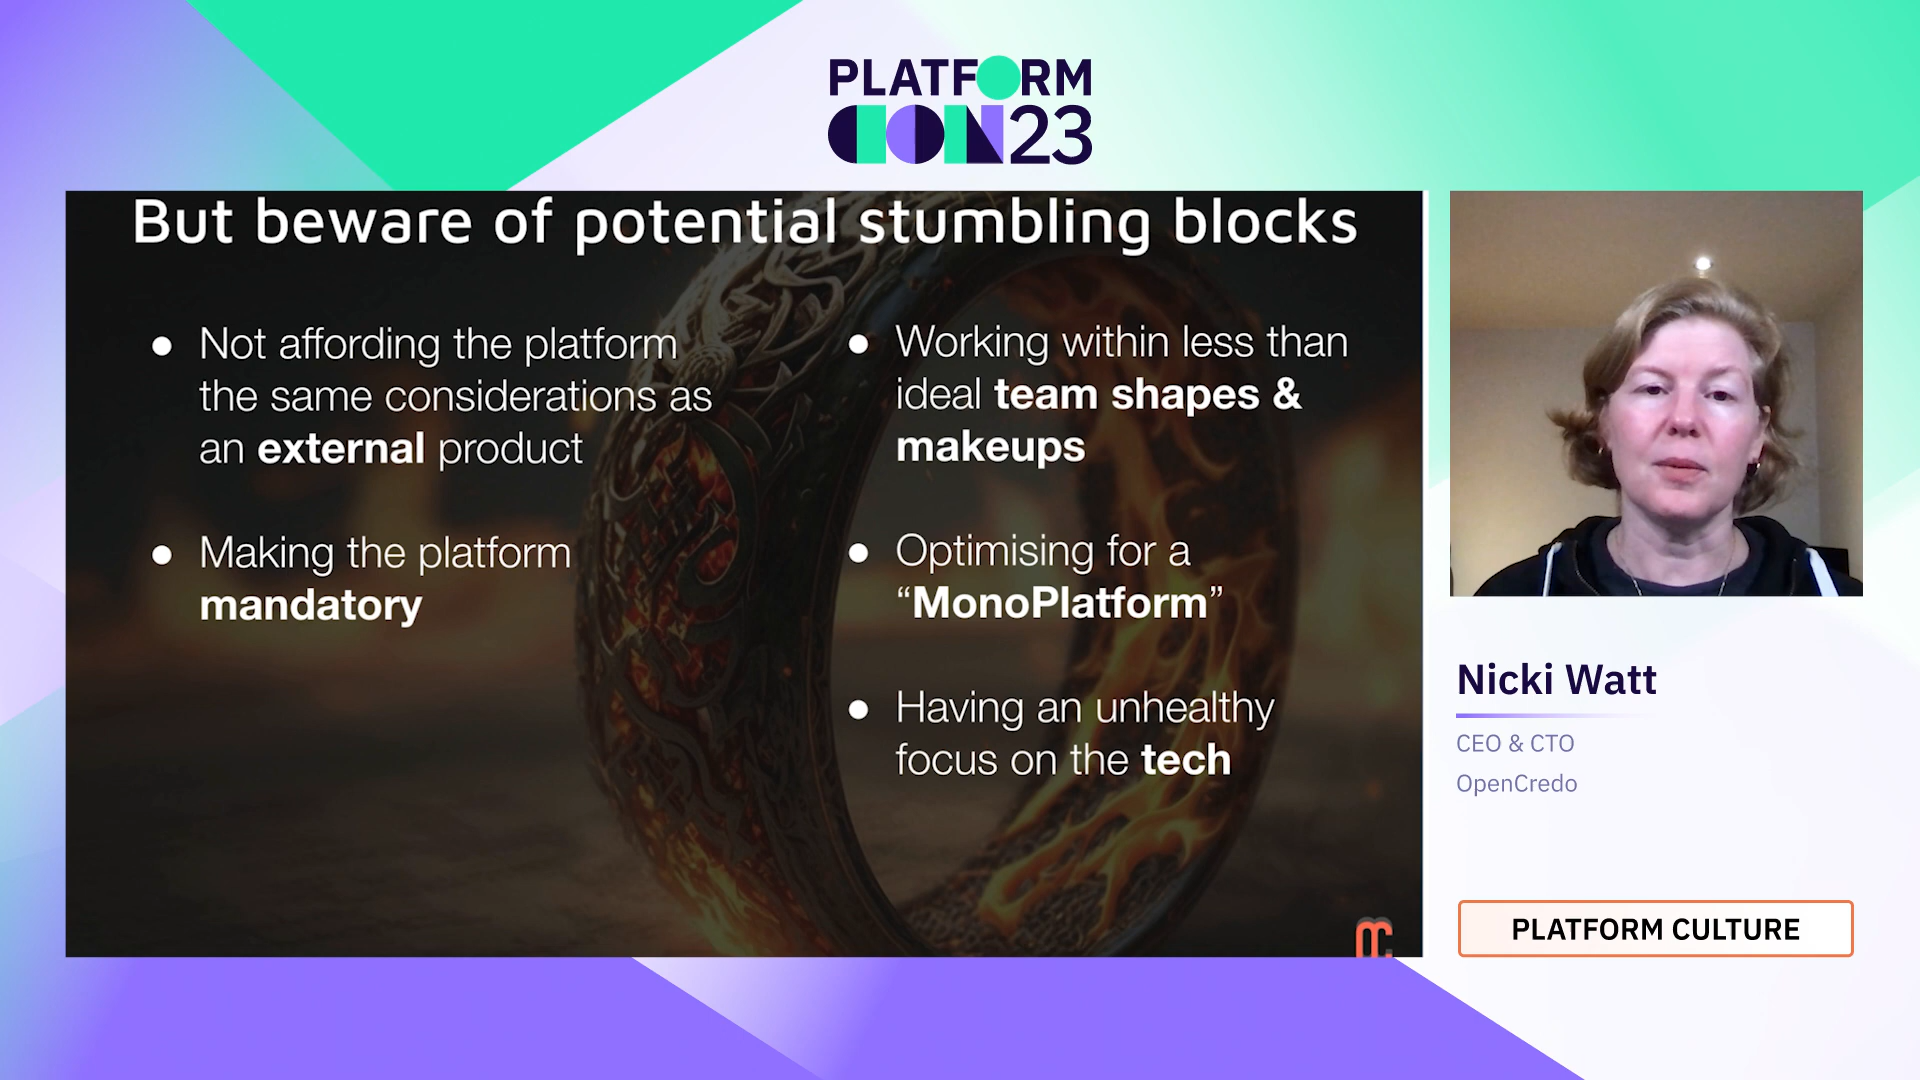 PLATFORM
CON23
But beware of potential stumbling blocks
• Not affording the platform
the same considerations as
an external product
• Making the platform
mandatory
• Working within less than
ideal team shapes &
makeups
• Optimising for a
“MonoPlatform”
• Having an unhealthy
focus on the tech
Nicki Watt
CEO & CTO
OpenCredo
PLATFORM CULTURE